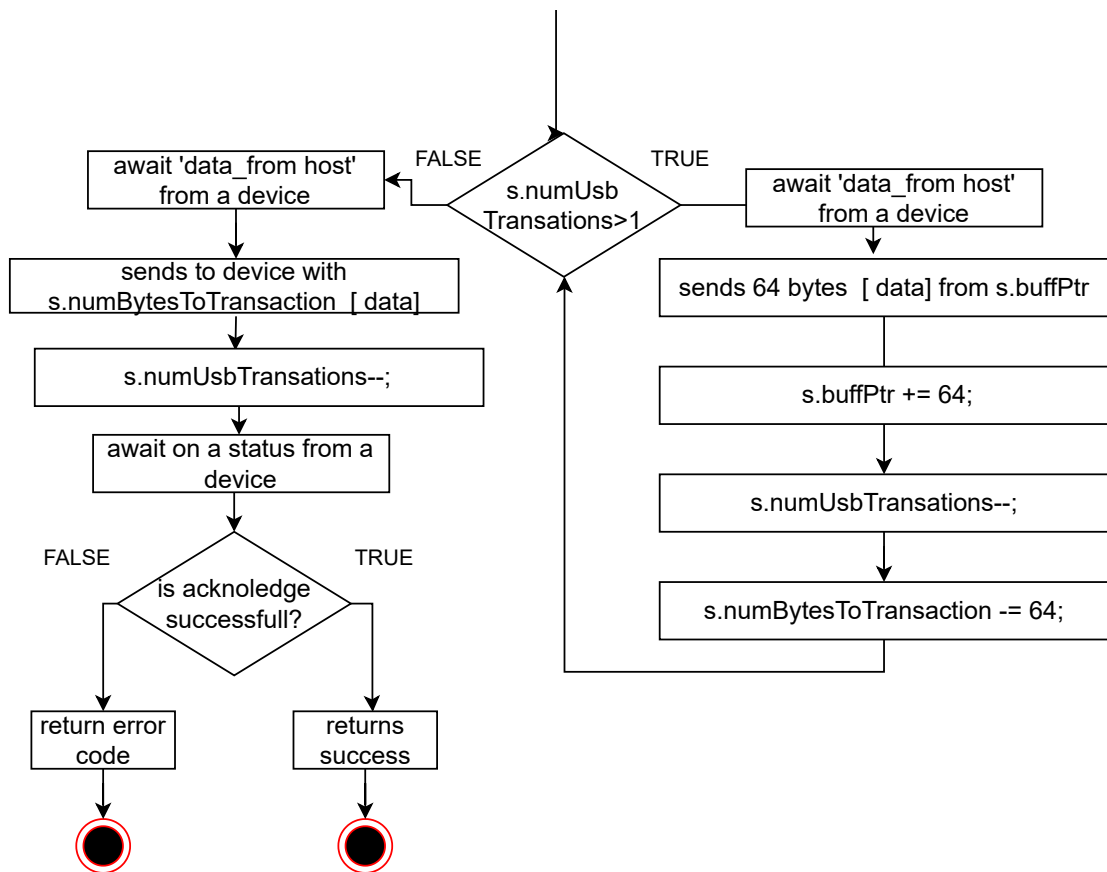 FALSE
TRUE
s.numUsb
Transations>1
await 'data_from host'
from a device
await 'data_from host'
from a device
sends to device with
s.numBytesToTransaction  [ data]
sends 64 bytes  [ data] from s.buffPtr
s.numUsbTransations--;
s.buffPtr += 64;
await on a status from a
device
s.numUsbTransations--;
FALSE
TRUE
is acknoledge
successfull?
s.numBytesToTransaction -= 64;
return error
code
returns
success